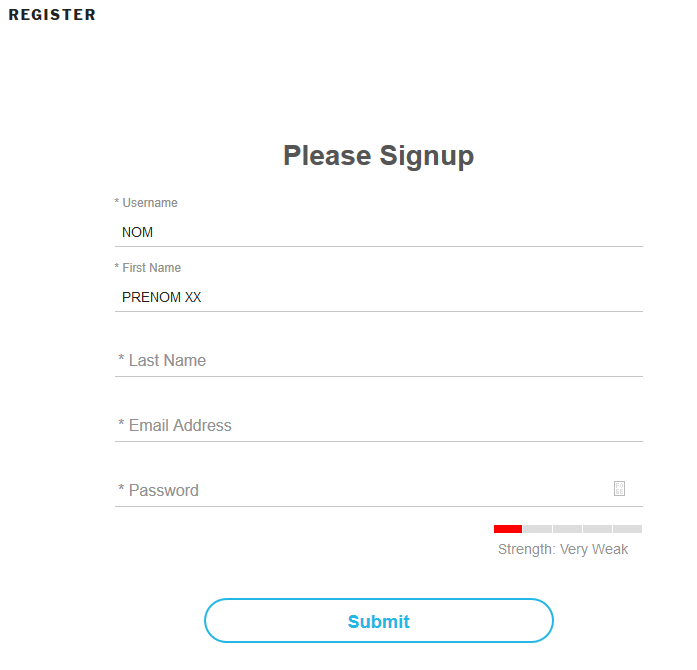 REGISTER
Please Signup
* Username
NOM
* First Name
PRENOM XX
* Last Name
* Email Address
* Password
Strength: Very Weak
Submit